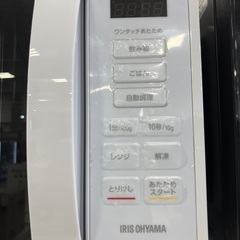 ワンタッチあたため
飲み物
ごはん
自動調理
レンジ
解凍
とりけし
あたため
スタート
IRIS OHYAMA